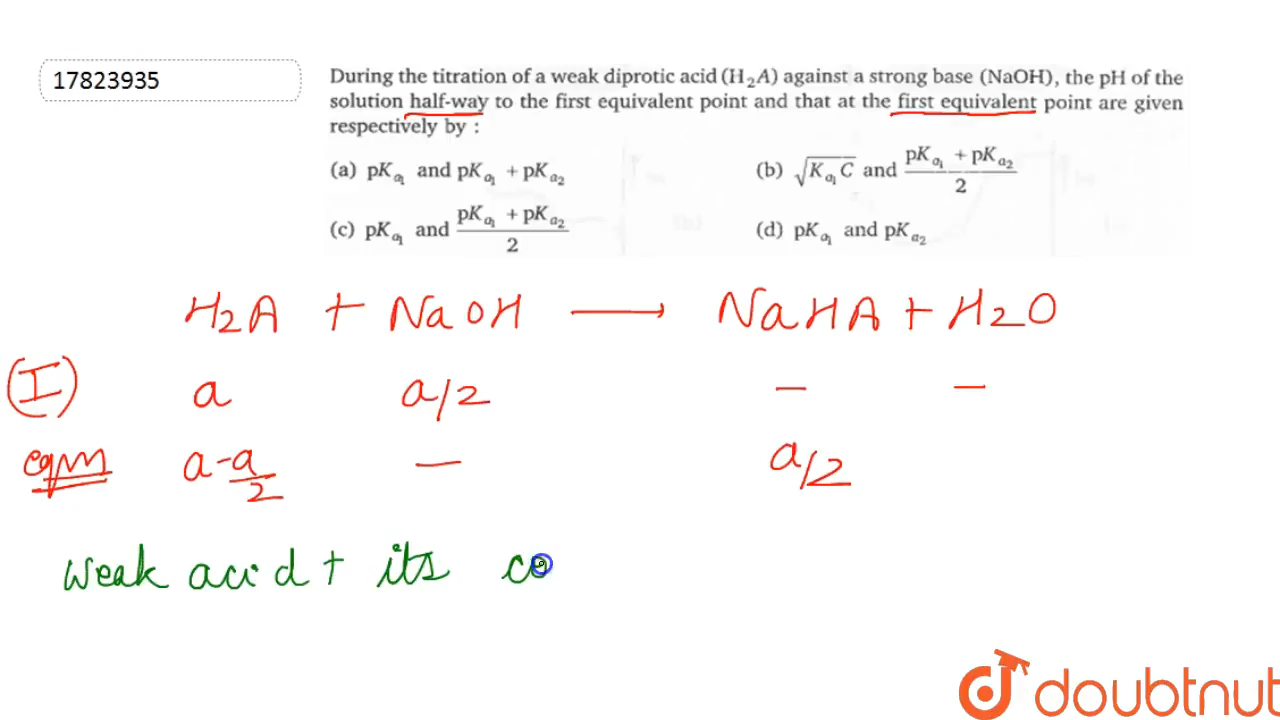 17823935
During the titration of a weak diprotic acid (H₂A) against a strong base (NaOH), the pH of the
solution half-way to the first equivalent point and that at the first equivalent point are given
respectively by :
(a) pKₐ₁ and pKₐ₁ + pKₐ₂
(b) √(Kₐ₁C) and (pKₐ₁ + pKₐ₂)/2
(c) pKₐ₁ and (pKₐ₁ + pKₐ₂)/2
(d) pKₐ₁ and pKₐ₂
H2A + NaOH ⟶ NaHA + H2O
(I) a a/2 – –
eqm a-a/2 – a/2
weak acid + its co
doubtnut